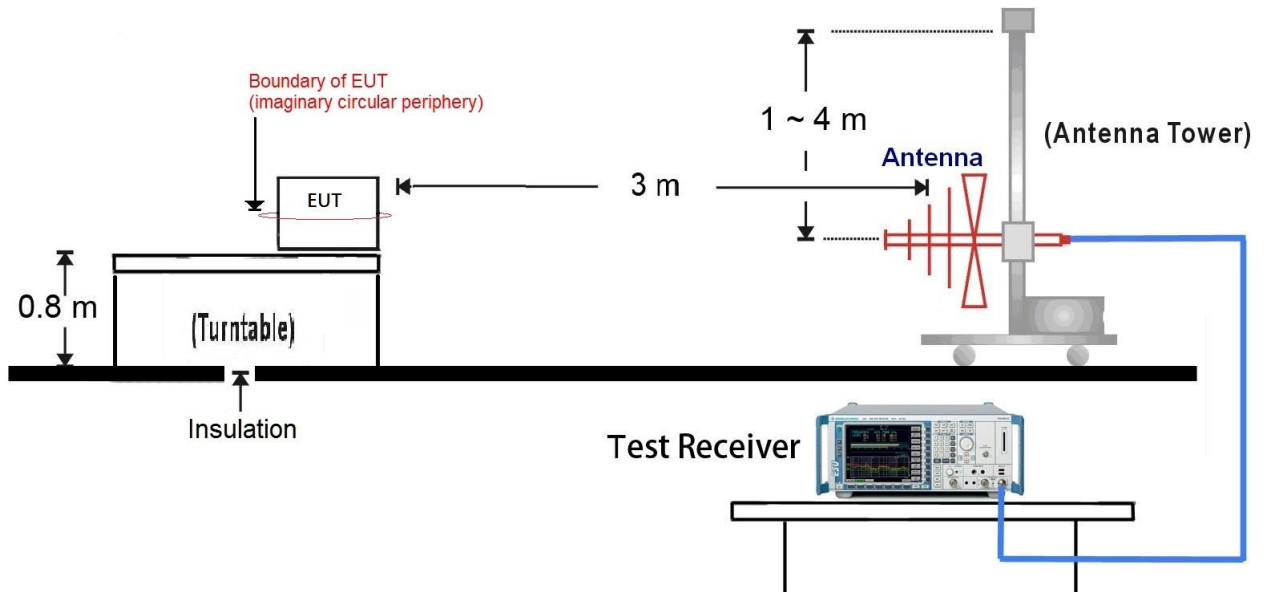 Boundary of EUT
(imaginary circular periphery)
1 ~ 4 m
(Antenna Tower)
Antenna
3 m
EUT
0.8 m
(Turntable)
Insulation
Test Receiver